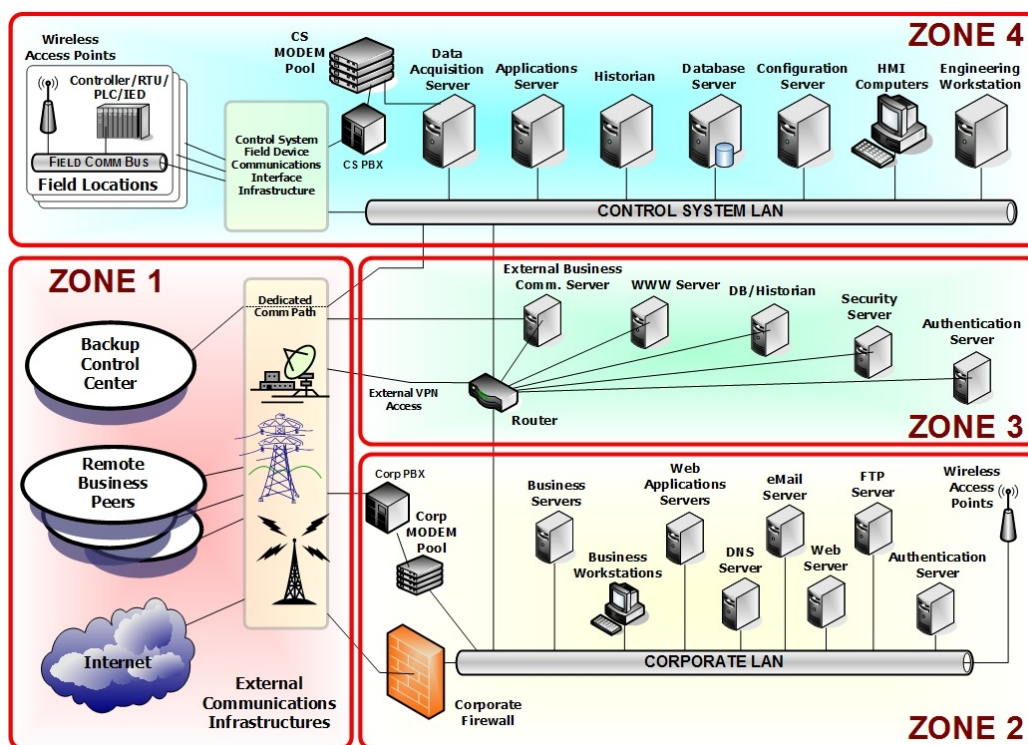 ZONE 4
Wireless
Access Points
Controller/RTU/
PLC/IED
FIELD COMM BUS
Field Locations
Control System
Field Device
Communications
Interface
Infrastructure
CS
MODEM
Pool
CS PBX
Data
Acquisition
Server
Applications
Server
Historian
Database
Server
Configuration
Server
HMI
Computers
Engineering
Workstation
CONTROL SYSTEM LAN
ZONE 1
Dedicated
Comm Path
Backup
Control
Center
Remote
Business
Peers
Internet
External
Communications
Infrastructures
External Business
Comm. Server
WWW Server
DB/Historian
Security
Server
Authentication
Server
External VPN
Access
Router
ZONE 3
Corp PBX
Corp
MODEM
Pool
Business
Servers
Business
Workstations
Web
Applications
Servers
DNS
Server
eMail
Server
Web
Server
FTP
Server
Authentication
Server
Wireless
Access
Points
CORPORATE LAN
Corporate
Firewall
ZONE 2